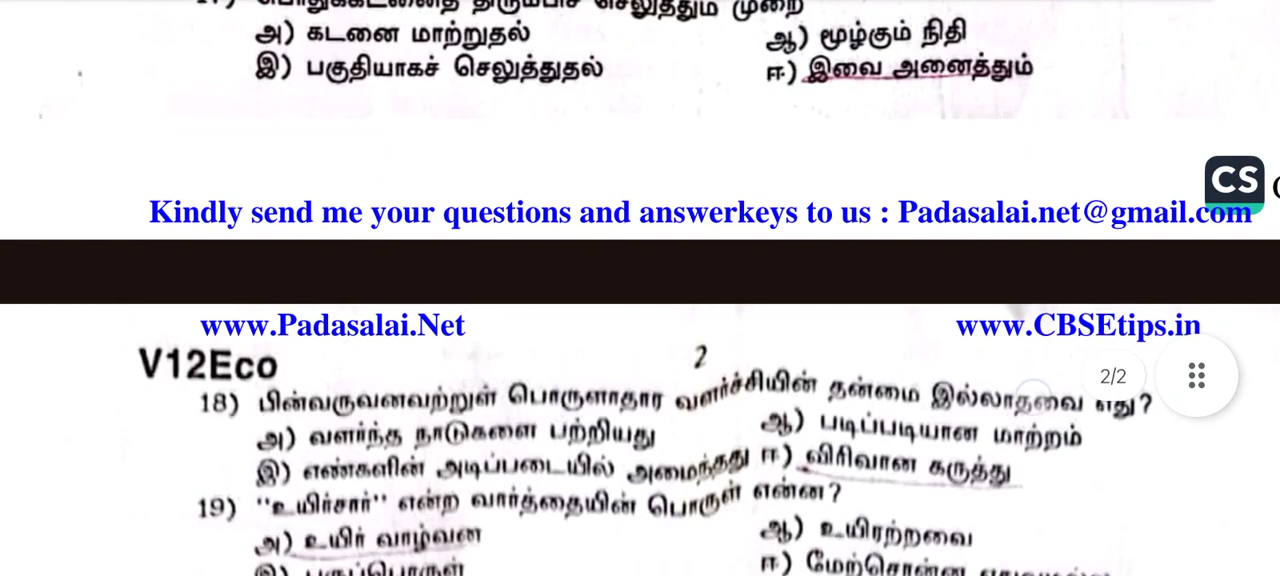 17) பொதுக்கடனைத் திரும்பிச் செலுத்தும் முறை
அ) கடனை மாற்றுதல் ஆ) மூழ்கும் நிதி
இ) பகுதியாகச் செலுத்துதல் ஈ) இவை அனைத்தும்
CS
Kindly send me your questions and answerkeys to us : Padasalai.net@gmail.com
www.Padasalai.Net www.CBSEtips.in
V12Eco 2
2/2
18) பின்வருவனவற்றுள் பொருளாதார வளர்ச்சியின் தன்மை இல்லாதவை எது?
அ) வளர்ந்த நாடுகளை பற்றியது ஆ) படிப்படியான மாற்றம்
இ) எண்களின் அடிப்படையில் அமைந்தது ஈ) விரிவான கருத்து
19) "உயிர்சார்" என்ற வார்த்தையின் பொருள் என்ன?
அ) உயிர் வாழ்வன ஆ) உயிரற்றவை
இ) பருப்பொருள் ஈ) மேற்சொன்ன